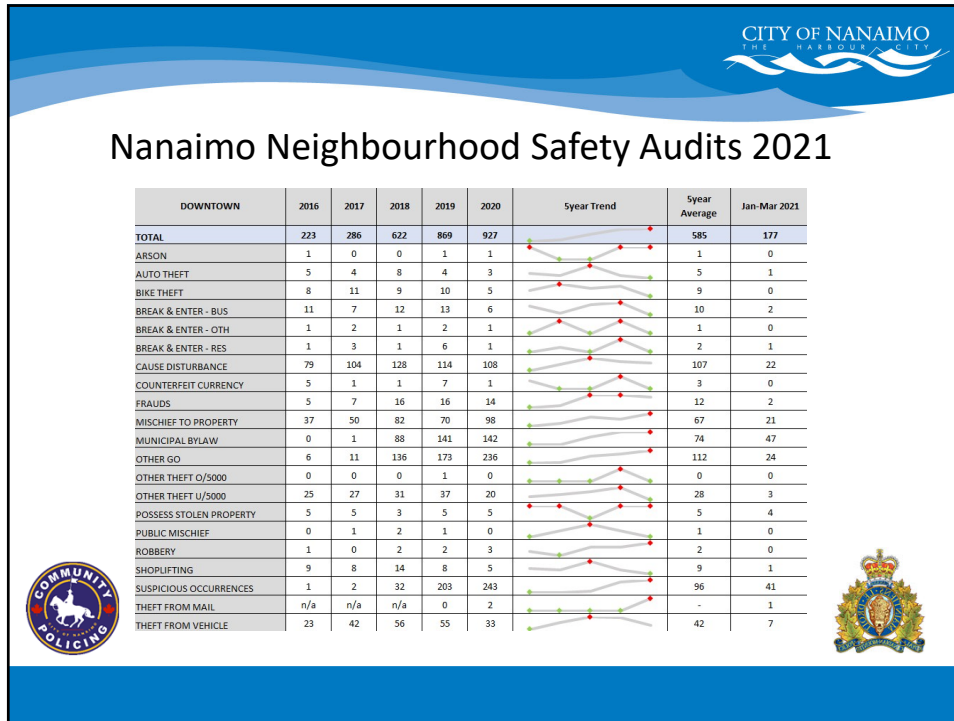 CITY OF NANAIMO
THE HARBOUR CITY
Nanaimo Neighbourhood Safety Audits 2021
DOWNTOWN 2016 2017 2018 2019 2020 5year Trend 5year Average Jan-Mar 2021
TOTAL 223 286 622 869 927 585 177
ARSON 1 0 0 1 1 1 0
AUTO THEFT 5 4 8 4 3 5 1
BIKE THEFT 8 11 9 10 5 9 0
BREAK & ENTER - BUS 11 7 12 13 6 10 2
BREAK & ENTER - OTH 1 2 1 2 1 1 0
BREAK & ENTER - RES 1 3 1 6 1 2 1
CAUSE DISTURBANCE 79 104 128 114 108 107 22
COUNTERFEIT CURRENCY 5 1 1 7 1 3 0
FRAUDS 5 7 16 16 14 12 2
MISCHIEF TO PROPERTY 37 50 82 70 98 67 21
MUNICIPAL BYLAW 0 1 88 141 142 74 47
OTHER GO 6 11 136 173 236 112 24
OTHER THEFT O/5000 0 0 0 1 0 0 0
OTHER THEFT U/5000 25 27 31 37 20 28 3
POSSESS STOLEN PROPERTY 5 5 3 5 5 5 4
PUBLIC MISCHIEF 0 1 2 1 0 1 0
ROBBERY 1 0 2 2 3 2 0
SHOPLIFTING 9 8 14 8 5 9 1
SUSPICIOUS OCCURRENCES 1 2 32 203 243 96 41
THEFT FROM MAIL n/a n/a n/a 0 2 - 1
THEFT FROM VEHICLE 23 42 56 55 33 42 7
COMMUNITY
CITY OF NANAIMO
POLICING